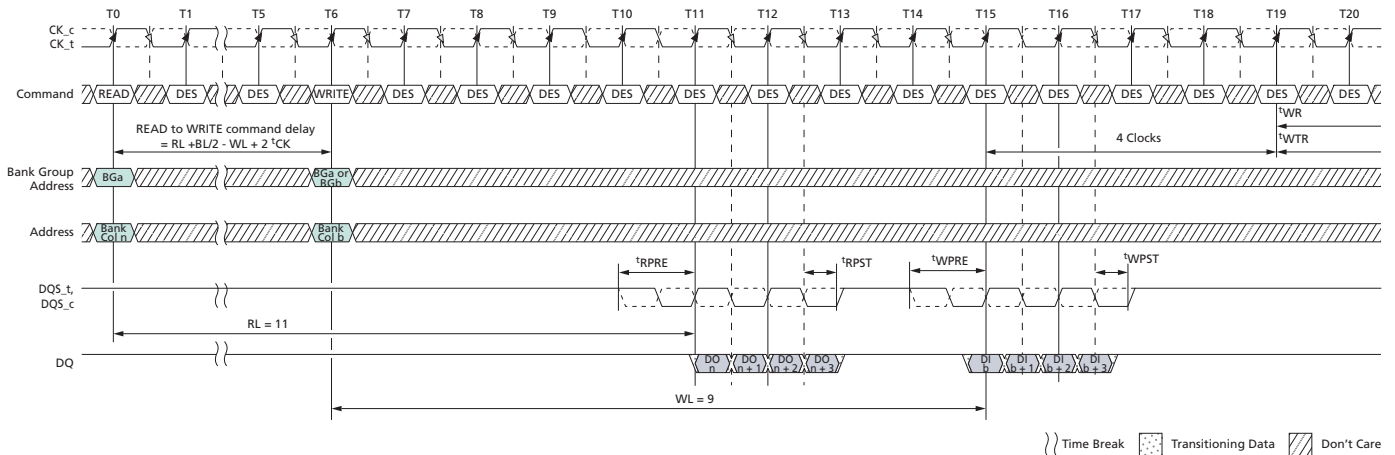 T0 T1 T5 T6 T7 T8 T9 T10 T11 T12 T13 T14 T15 T16 T17 T18 T19 T20
CK_c
CK_t
Command READ DES DES WRITE DES DES DES DES DES DES DES DES DES DES DES DES DES DES
tWR
READ to WRITE command delay
= RL +BL/2 - WL + 2 tCK
4 Clocks
tWTR
Bank Group
Address
BGa
BGa or
BGb
Address
Bank
Col n
Bank
Col b
tRPRE tRPST tWPRE tWPST
DQS_t,
DQS_c
RL = 11
DQ
DO
n
DO
n + 1
DO
n + 2
DO
n + 3
DI
b
DI
b + 1
DI
b + 2
DI
b + 3
WL = 9
Time Break Transitioning Data Don't Care